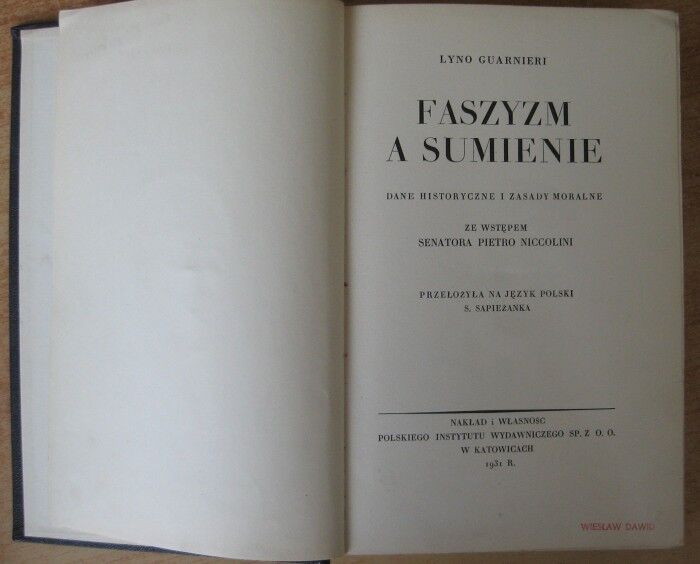 LYNO GUARNIERI
FASZYZM
A SUMIENIE
DANE HISTORYCZNE I ZASADY MORALNE
ZE WSTĘPEM
SENATORA PIETRO NICCOLINI
PRZEŁOŻYŁA NA JĘZYK POLSKI
S. SAPIEŻANKA
NAKŁAD i WŁASNOŚĆ
POLSKIEGO INSTYTUTU WYDAWNICZEGO SP. Z O. O.
W KATOWICACH
1931 R.
WIESŁAW DAWID